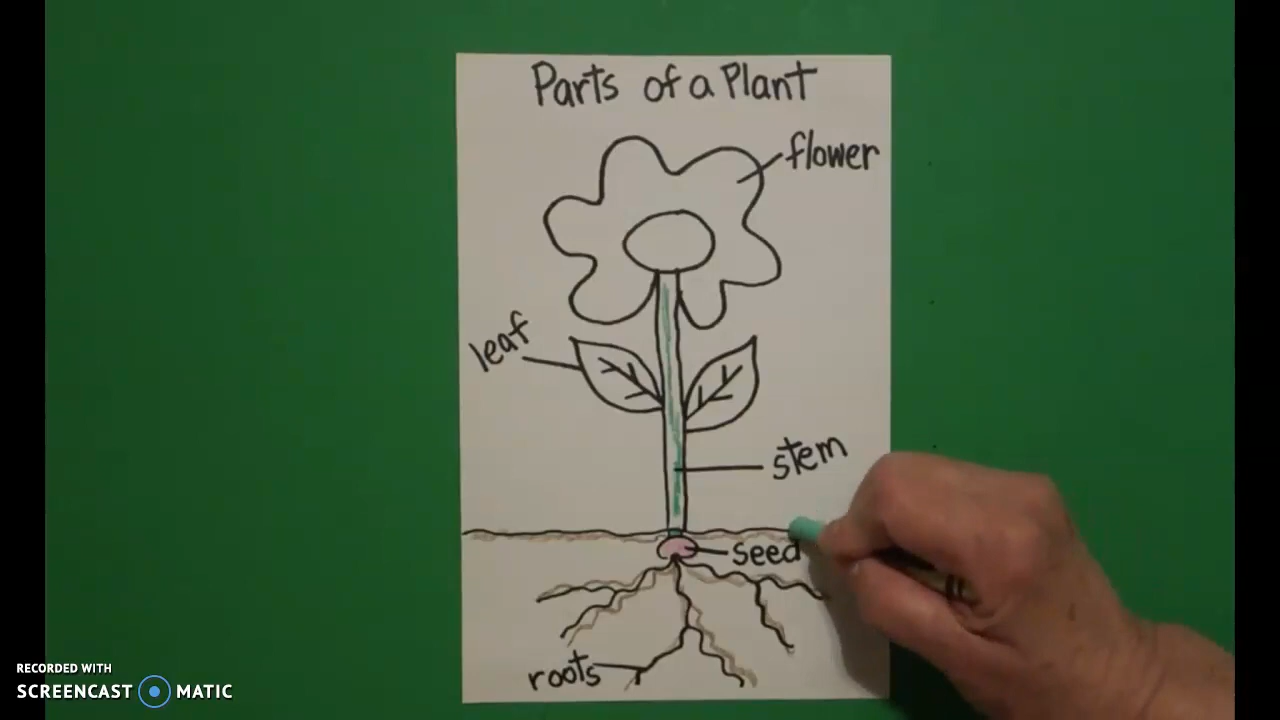 Parts of a Plant
flower
leaf
stem
seed
roots
RECORDED WITH
SCREENCAST MATIC